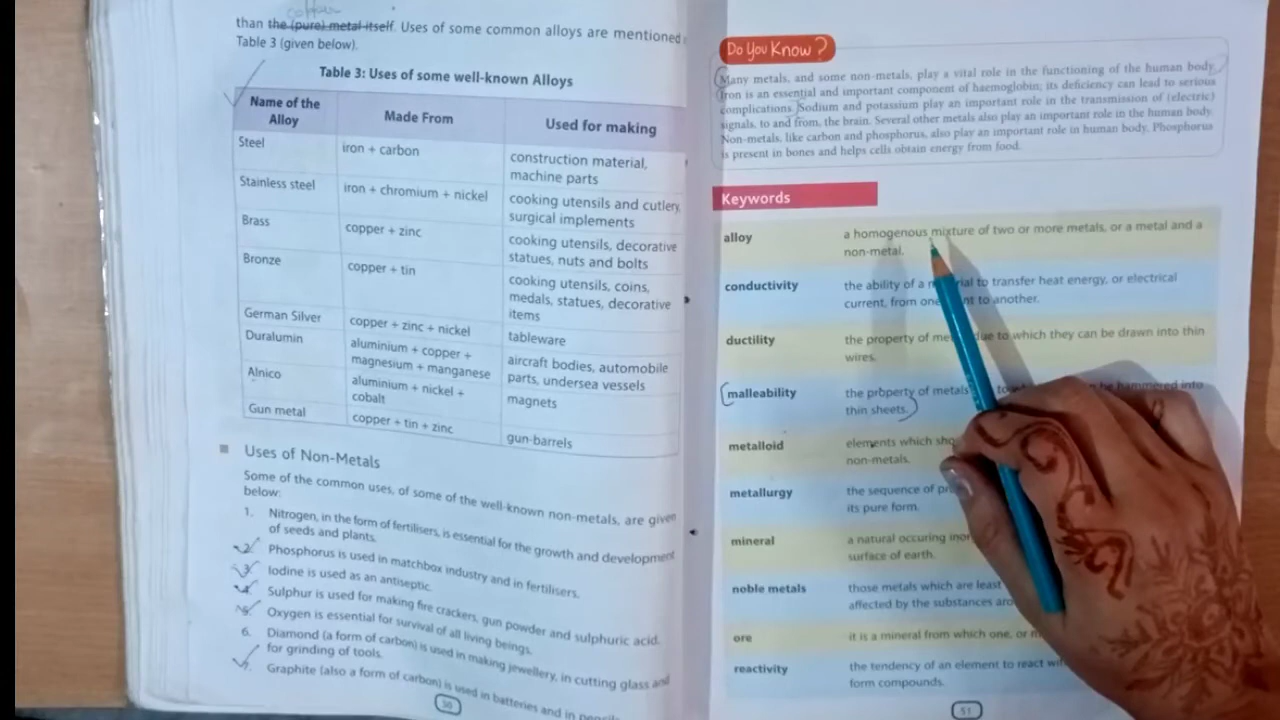 copper
than the (pure) metal itself. Uses of some common alloys are mentioned
Table 3 (given below).
Table 3: Uses of some well-known Alloys
Name of the Alloy Made From Used for making
Steel iron + carbon construction material,
machine parts
Stainless steel iron + chromium + nickel cooking utensils and cutlery,
surgical implements
Brass copper + zinc cooking utensils, decorative
statues, nuts and bolts
Bronze copper + tin cooking utensils, coins,
medals, statues, decorative
items
German Silver copper + zinc + nickel tableware
Duralumin aluminium + copper + aircraft bodies, automobile
magnesium + manganese parts, undersea vessels
Alnico aluminium + nickel + magnets
cobalt
Gun metal copper + tin + zinc gun-barrels
Uses of Non-Metals
Some of the common uses, of some of the well-known non-metals, are given
below:
1. Nitrogen, in the form of fertilisers, is essential for the growth and development
of seeds and plants.
2. Phosphorus is used in matchbox industry and in fertilisers.
3. Iodine is used as an antiseptic.
4. Sulphur is used for making fire crackers, gun powder and sulphuric acid.
5. Oxygen is essential for survival of all living beings.
6. Diamond (a form of carbon) is used in making jewellery, in cutting glass and
for grinding of tools.
7. Graphite (also a form of carbon) is used in batteries and in
50
Do You Know?
Many metals, and some non-metals, play a vital role in the functioning of the human body.
Iron is an essential and important component of haemoglobin; its deficiency can lead to serious
complications. Sodium and potassium play an important role in the transmission of (electric)
signals, to and from, the brain. Several other metals also play an important role in the human body.
Non-metals, like carbon and phosphorus, also play an important role in human body. Phosphorus
is present in bones and helps cells obtain energy from food.
Keywords
alloy a homogenous mixture of two or more metals, or a metal and a
non-metal.
conductivity the ability of a to transfer heat energy, or electrical
current, from one to another.
ductility the property of due to which they can be drawn into thin
wires.
malleability the property of metals be hammered into
thin sheets.
metalloid elements which
non-metals.
metallurgy the sequence of
its pure form.
mineral a natural occuring
surface of earth.
noble metals those metals which are least
affected by the substances
ore it is a mineral from which one, or
reactivity the tendency of an element to react
form compounds.
51